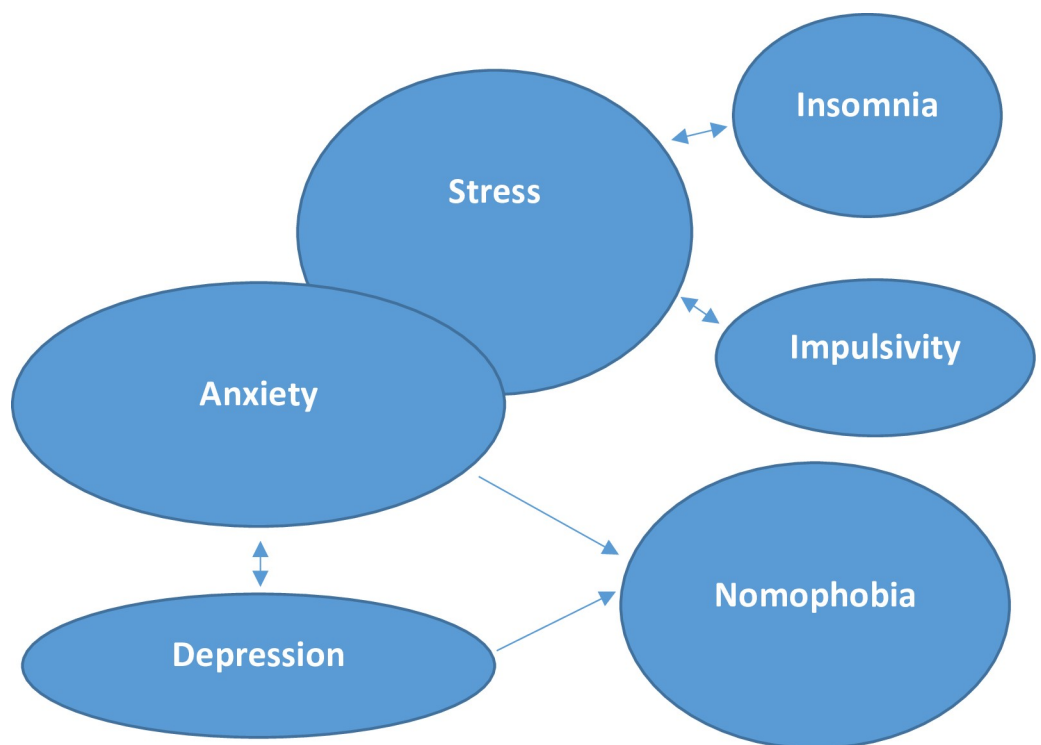 Insomnia
Stress
Impulsivity
Anxiety
Nomophobia
Depression